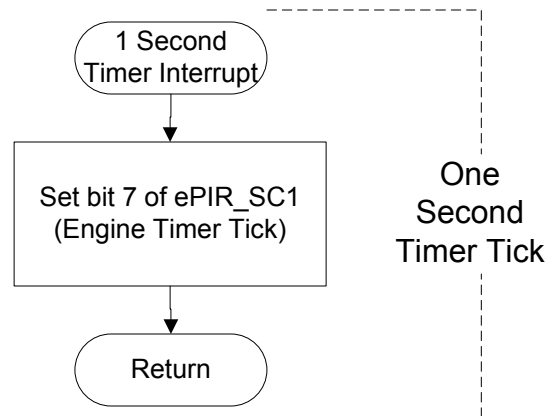 1 Second
Timer Interrupt
Set bit 7 of ePIR_SC1
(Engine Timer Tick)
Return
One
Second
Timer Tick